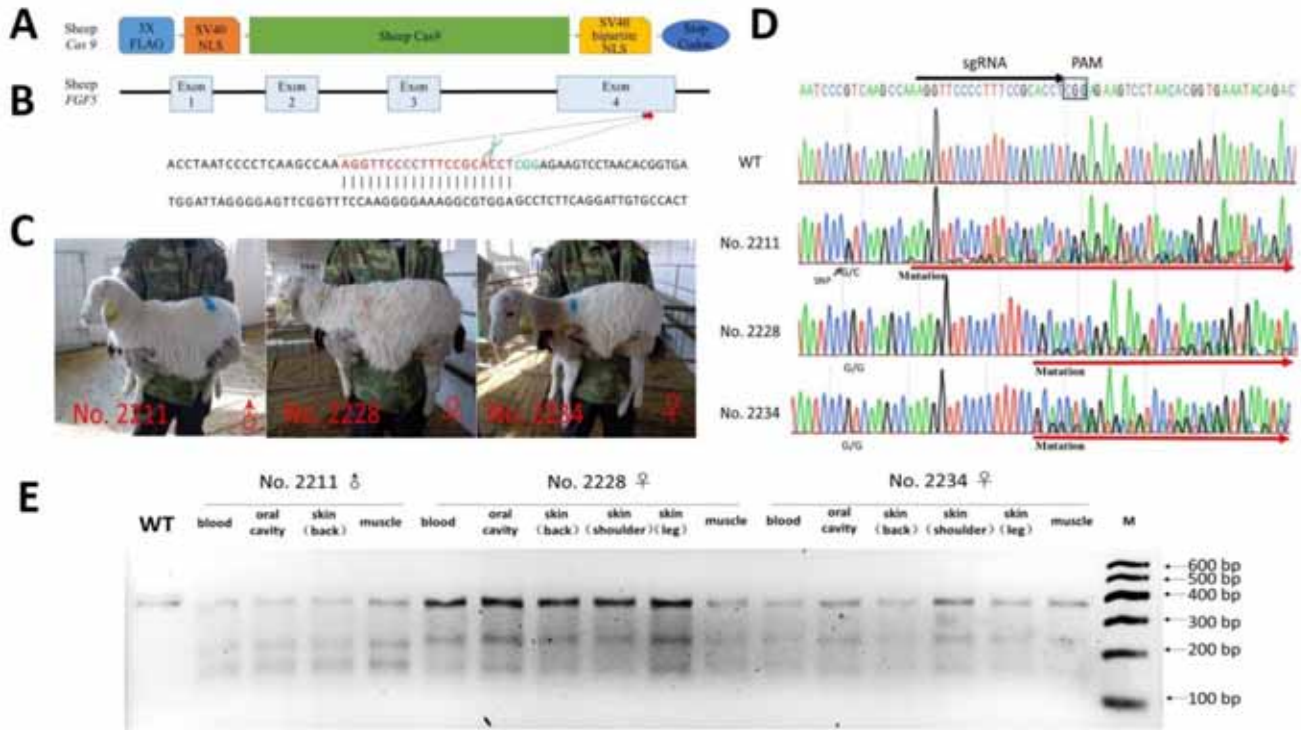 A
Sheep
Cas 9
3X
FLAG
SV40
NLS
Sheep Cas9
SV40
bipartite
NLS
Stop
Codon
B
Sheep
FGF5
Exon
1
Exon
2
Exon
3
Exon
4
ACCTAATCCCCTCAAGCCAA AGGTTCCCCTTTCCGCACCTCGGAGAAGTCCTAACACGGTGA
TGGATTAGGGGAGTTCGGTTTCCAAGGGGAAAGGCGTGGAGCCTCTTCAGGATTGTGCCACT
C
No. 2211 ♂
No. 2228 ♀
No. 2234 ♀
D
sgRNA
PAM
AATCCCGTCAAGCCAAAGGTTCCCCTTTCCGCACCTCGGAGAAGTCCTAACACGGTGAAATACAGAC
WT
No. 2211
SNP
G/C
Mutation
No. 2228
G/G
Mutation
No. 2234
G/G
Mutation
E
No. 2211 ♂
No. 2228 ♀
No. 2234 ♀
WT
blood
oral
cavity
skin
(back)
muscle
blood
oral
cavity
skin
(back)
skin
(shoulder)
skin
(leg)
muscle
blood
oral
cavity
skin
(back)
skin
(shoulder)
skin
(leg)
muscle
M
600 bp
500 bp
400 bp
300 bp
200 bp
100 bp